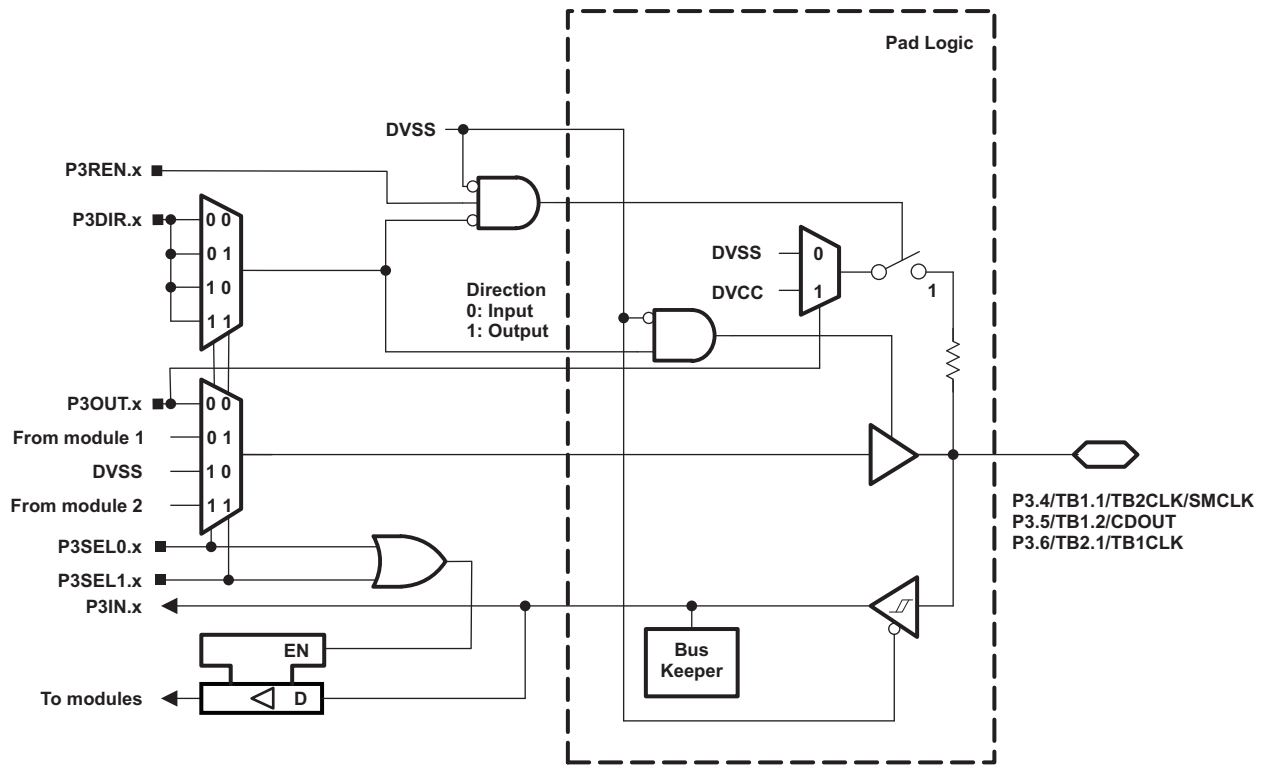 Pad Logic
DVSS
P3REN.x
P3DIR.x
0 0
0 1
1 0
1 1
Direction
0: Input
1: Output
DVSS
DVCC
0
1
1
P3OUT.x
From module 1
DVSS
From module 2
0 0
0 1
1 0
1 1
P3.4/TB1.1/TB2CLK/SMCLK
P3.5/TB1.2/CDOUT
P3.6/TB2.1/TB1CLK
P3SEL0.x
P3SEL1.x
P3IN.x
EN
Bus
Keeper
To modules
D